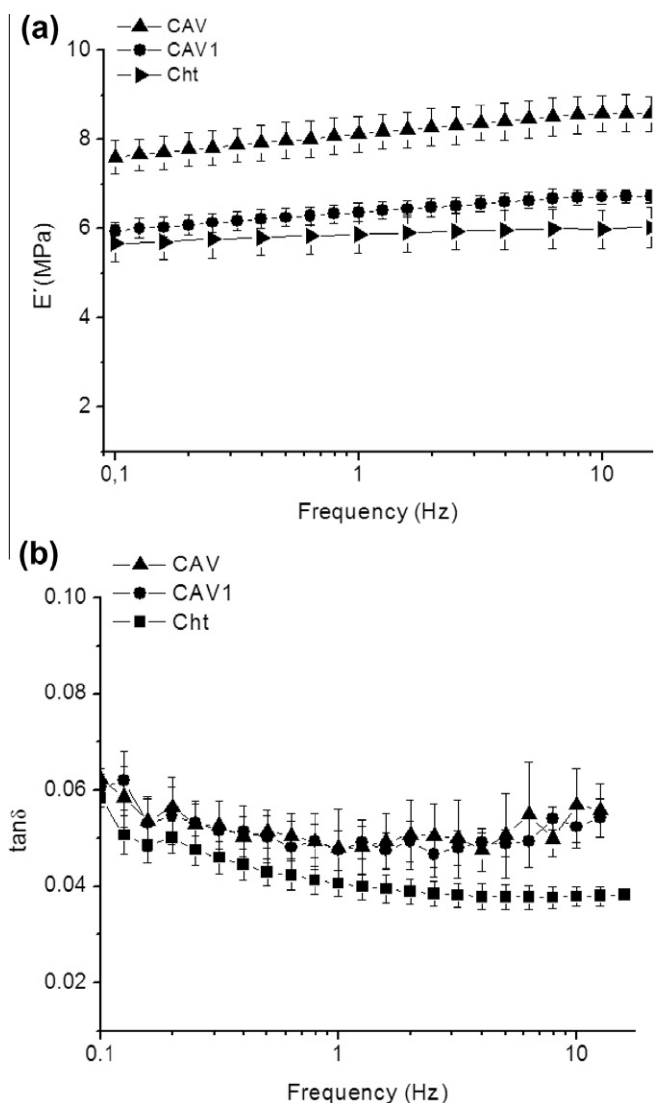 (a)
CAV
CAV1
Cht
10
8
6
4
2
E´(MPa)
0,1
1
10
Frequency (Hz)
(b)
CAV
CAV1
Cht
0.10
0.08
0.06
0.04
0.02
tanδ
0.1
1
10
Frequency (Hz)